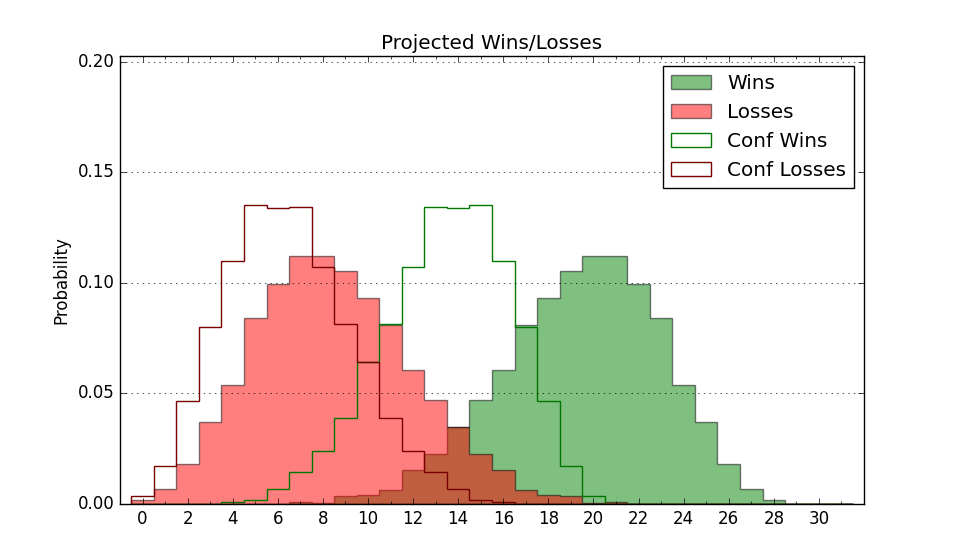 Projected Wins/Losses
0.20
0.15
0.10
0.05
0.00
Probability
Wins
Losses
Conf Wins
Conf Losses
0 2 4 6 8 10 12 14 16 18 20 22 24 26 28 30